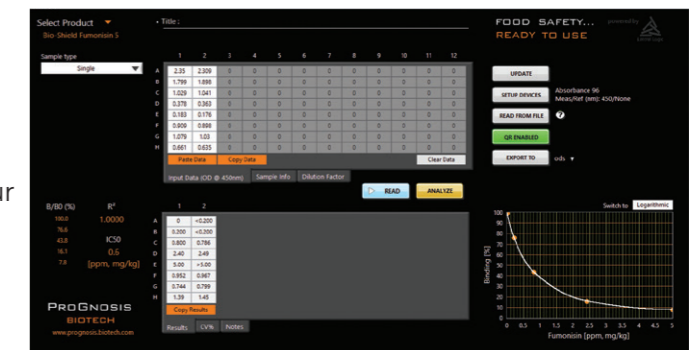 Select Product
Bio-Shield Fumonisin 5
Title :
FOOD SAFETY...
READY TO USE
powered by
Sample type
Single
1 2 3 4 5 6 7 8 9 10 11 12
A 2.35 2.309 0 0 0 0 0 0 0 0 0 0
B 1.799 1.898 0 0 0 0 0 0 0 0 0 0
C 1.029 1.041 0 0 0 0 0 0 0 0 0 0
D 0.378 0.363 0 0 0 0 0 0 0 0 0 0
E 0.183 0.176 0 0 0 0 0 0 0 0 0 0
F 0.909 0.898 0 0 0 0 0 0 0 0 0 0
G 1.079 1.03 0 0 0 0 0 0 0 0 0 0
H 0.661 0.635 0 0 0 0 0 0 0 0 0 0
Paste Data Copy Data Clear Data
Input Data (OD @ 450nm) Sample Info Dilution Factor
READ ANALYZE
UPDATE
SETUP DEVICES
Absorbance 96
Meas/Ref (nm): 450/None
READ FROM FILE ?
QR ENABLED
EXPORT TO ods
ur
B/B0 (%) R²
100.0 1.0000
76.6
43.8 IC50
16.1 0.6
7.8 [ppm, mg/kg]
1 2
A 0 <0.200
B 0.200 <0.200
C 0.800 0.786
D 2.40 2.49
E 5.00 >5.00
F 0.952 0.967
G 0.744 0.799
H 1.39 1.45
Copy Results
Results CV% Notes
PROGNOSIS
BIOTECH
www.prognosis-biotech.com
Switch to Logarithmic
Binding [%]
100
90
80
70
60
50
40
30
20
10
0
0 0.5 1 1.5 2 2.5 3 3.5 4 4.5 5
Fumonisin [ppm, mg/kg]